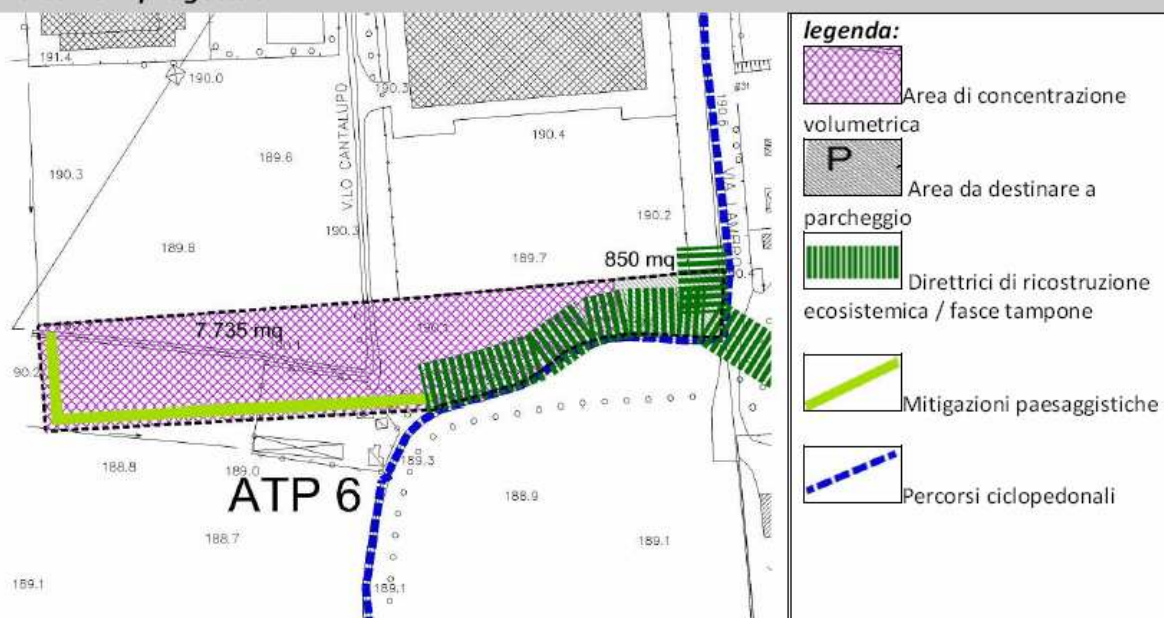 191.4
190.0
190.3
190.4
189.6
190.3
V.LO CANTALUPO
190.3
190.2
189.8
189.7
850 mq
7.735 mq
188.8
189.0
189.3
ATP 6
188.9
188.7
189.1
189.1
189.1
legenda:
Area di concentrazione
volumetrica
P
Area da destinare a
parcheggio
Direttrici di ricostruzione
ecosistemica / fasce tampone
Mitigazioni paesaggistiche
Percorsi ciclopedonali